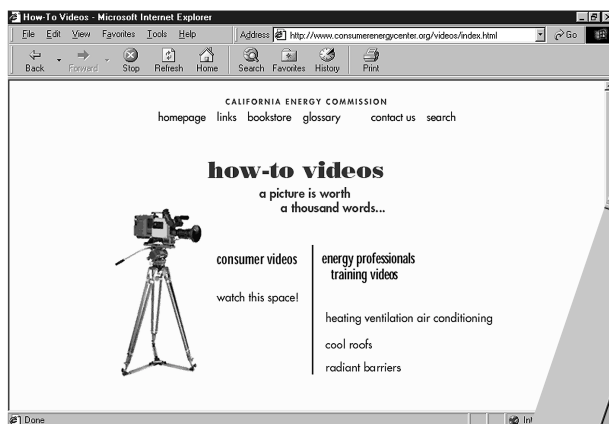 How-To Videos - Microsoft Internet Explorer
File Edit View Favorites Tools Help Address http://www.consumerenergycenter.org/videos/index.html Go
Back Forward Stop Refresh Home Search Favorites History Print
CALIFORNIA ENERGY COMMISSION
homepage links bookstore glossary contact us search
how-to videos
a picture is worth
a thousand words...
consumer videos
watch this space!
energy professionals
training videos
heating ventilation air conditioning
cool roofs
radiant barriers
Done